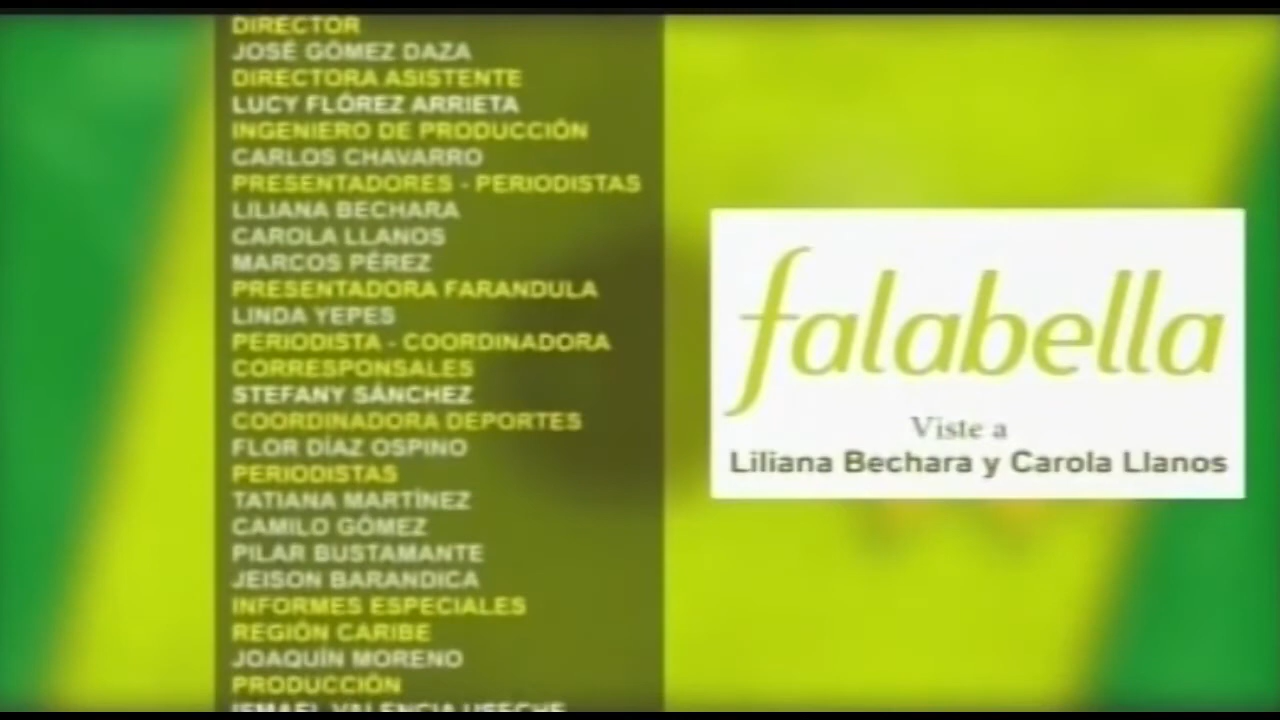 DIRECTOR
JOSÉ GÓMEZ DAZA
DIRECTORA ASISTENTE
LUCY FLÓREZ ARRIETA
INGENIERO DE PRODUCCIÓN
CARLOS CHAVARRO
PRESENTADORES - PERIODISTAS
LILIANA BECHARA
CAROLA LLANOS
MARCOS PÉREZ
PRESENTADORA FARANDULA
LINDA YEPES
PERIODISTA - COORDINADORA
CORRESPONSALES
STEFANY SÁNCHEZ
COORDINADORA DEPORTES
FLOR DÍAZ OSPINO
PERIODISTAS
TATIANA MARTÍNEZ
CAMILO GÓMEZ
PILAR BUSTAMANTE
JEISON BARANDICA
INFORMES ESPECIALES
REGIÓN CARIBE
JOAQUÍN MORENO
PRODUCCIÓN
ISMAEL VALENCIA USECHE
falabella
Viste a
Liliana Bechara y Carola Llanos